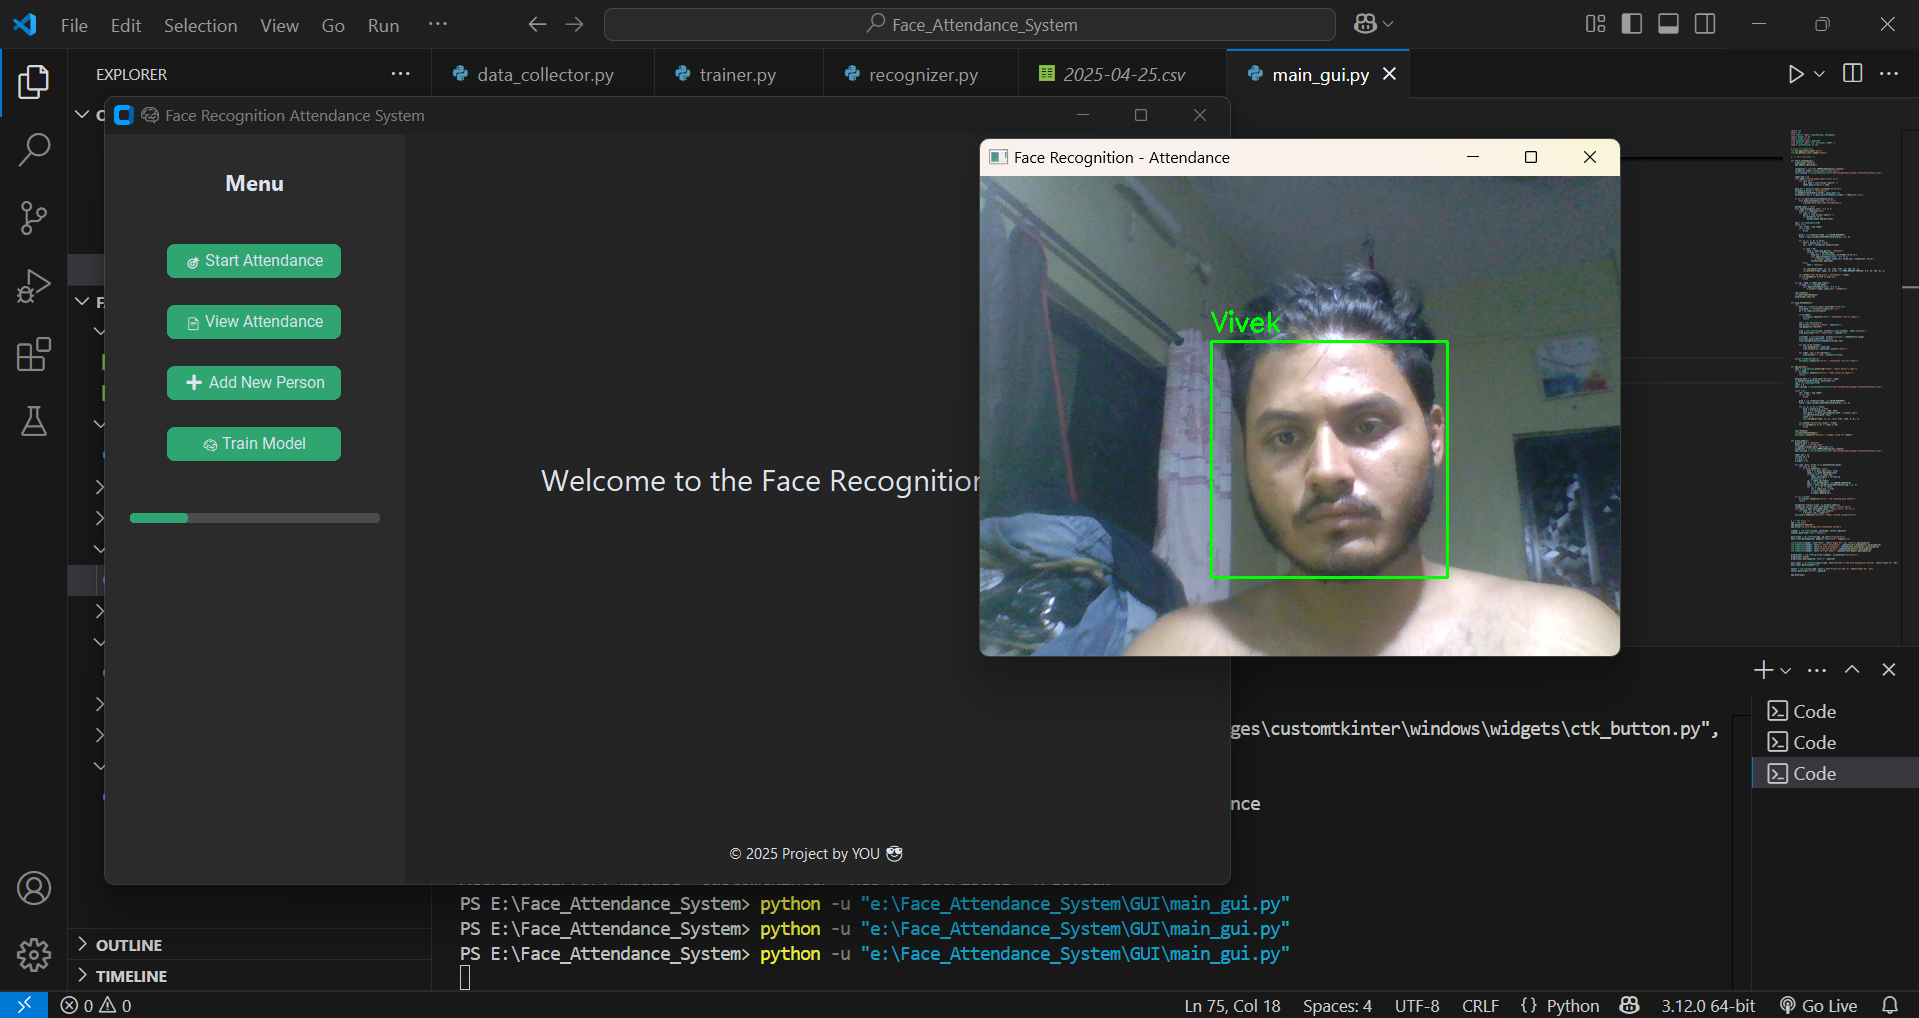 File Edit Selection View Go Run ...
Face_Attendance_System
EXPLORER ...
data_collector.py
trainer.py
recognizer.py
2025-04-25.csv
main_gui.py
Face Recognition Attendance System
Menu
Start Attendance
View Attendance
Add New Person
Train Model
Welcome to the Face Recognition
© 2025 Project by YOU 😎
Face Recognition - Attendance
Vivek
ges\customtkinter\windows\widgets\ctk_button.py",
nce
PS E:\Face_Attendance_System> python -u "e:\Face_Attendance_System\GUI\main_gui.py"
PS E:\Face_Attendance_System> python -u "e:\Face_Attendance_System\GUI\main_gui.py"
PS E:\Face_Attendance_System> python -u "e:\Face_Attendance_System\GUI\main_gui.py"
Code
Code
Code
OUTLINE
TIMELINE
0 0
Ln 75, Col 18 Spaces: 4 UTF-8 CRLF {} Python 3.12.0 64-bit Go Live